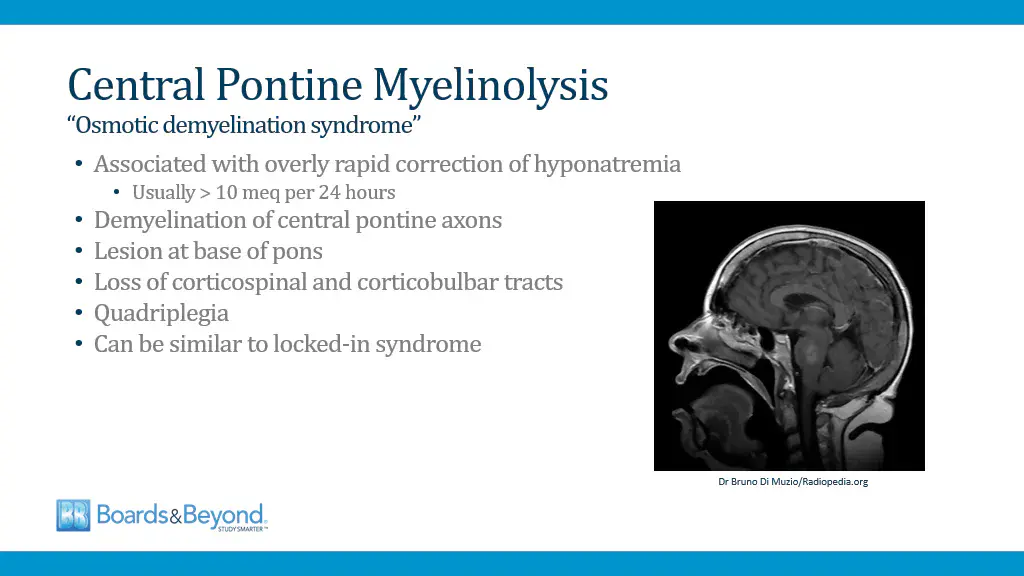 Central Pontine Myelinolysis
“Osmotic demyelination syndrome”
• Associated with overly rapid correction of hyponatremia
• Usually > 10 meq per 24 hours
• Demyelination of central pontine axons
• Lesion at base of pons
• Loss of corticospinal and corticobulbar tracts
• Quadriplegia
• Can be similar to locked-in syndrome
Dr Bruno Di Muzio/Radiopedia.org
BB Boards&Beyond®
STUDY SMARTER™